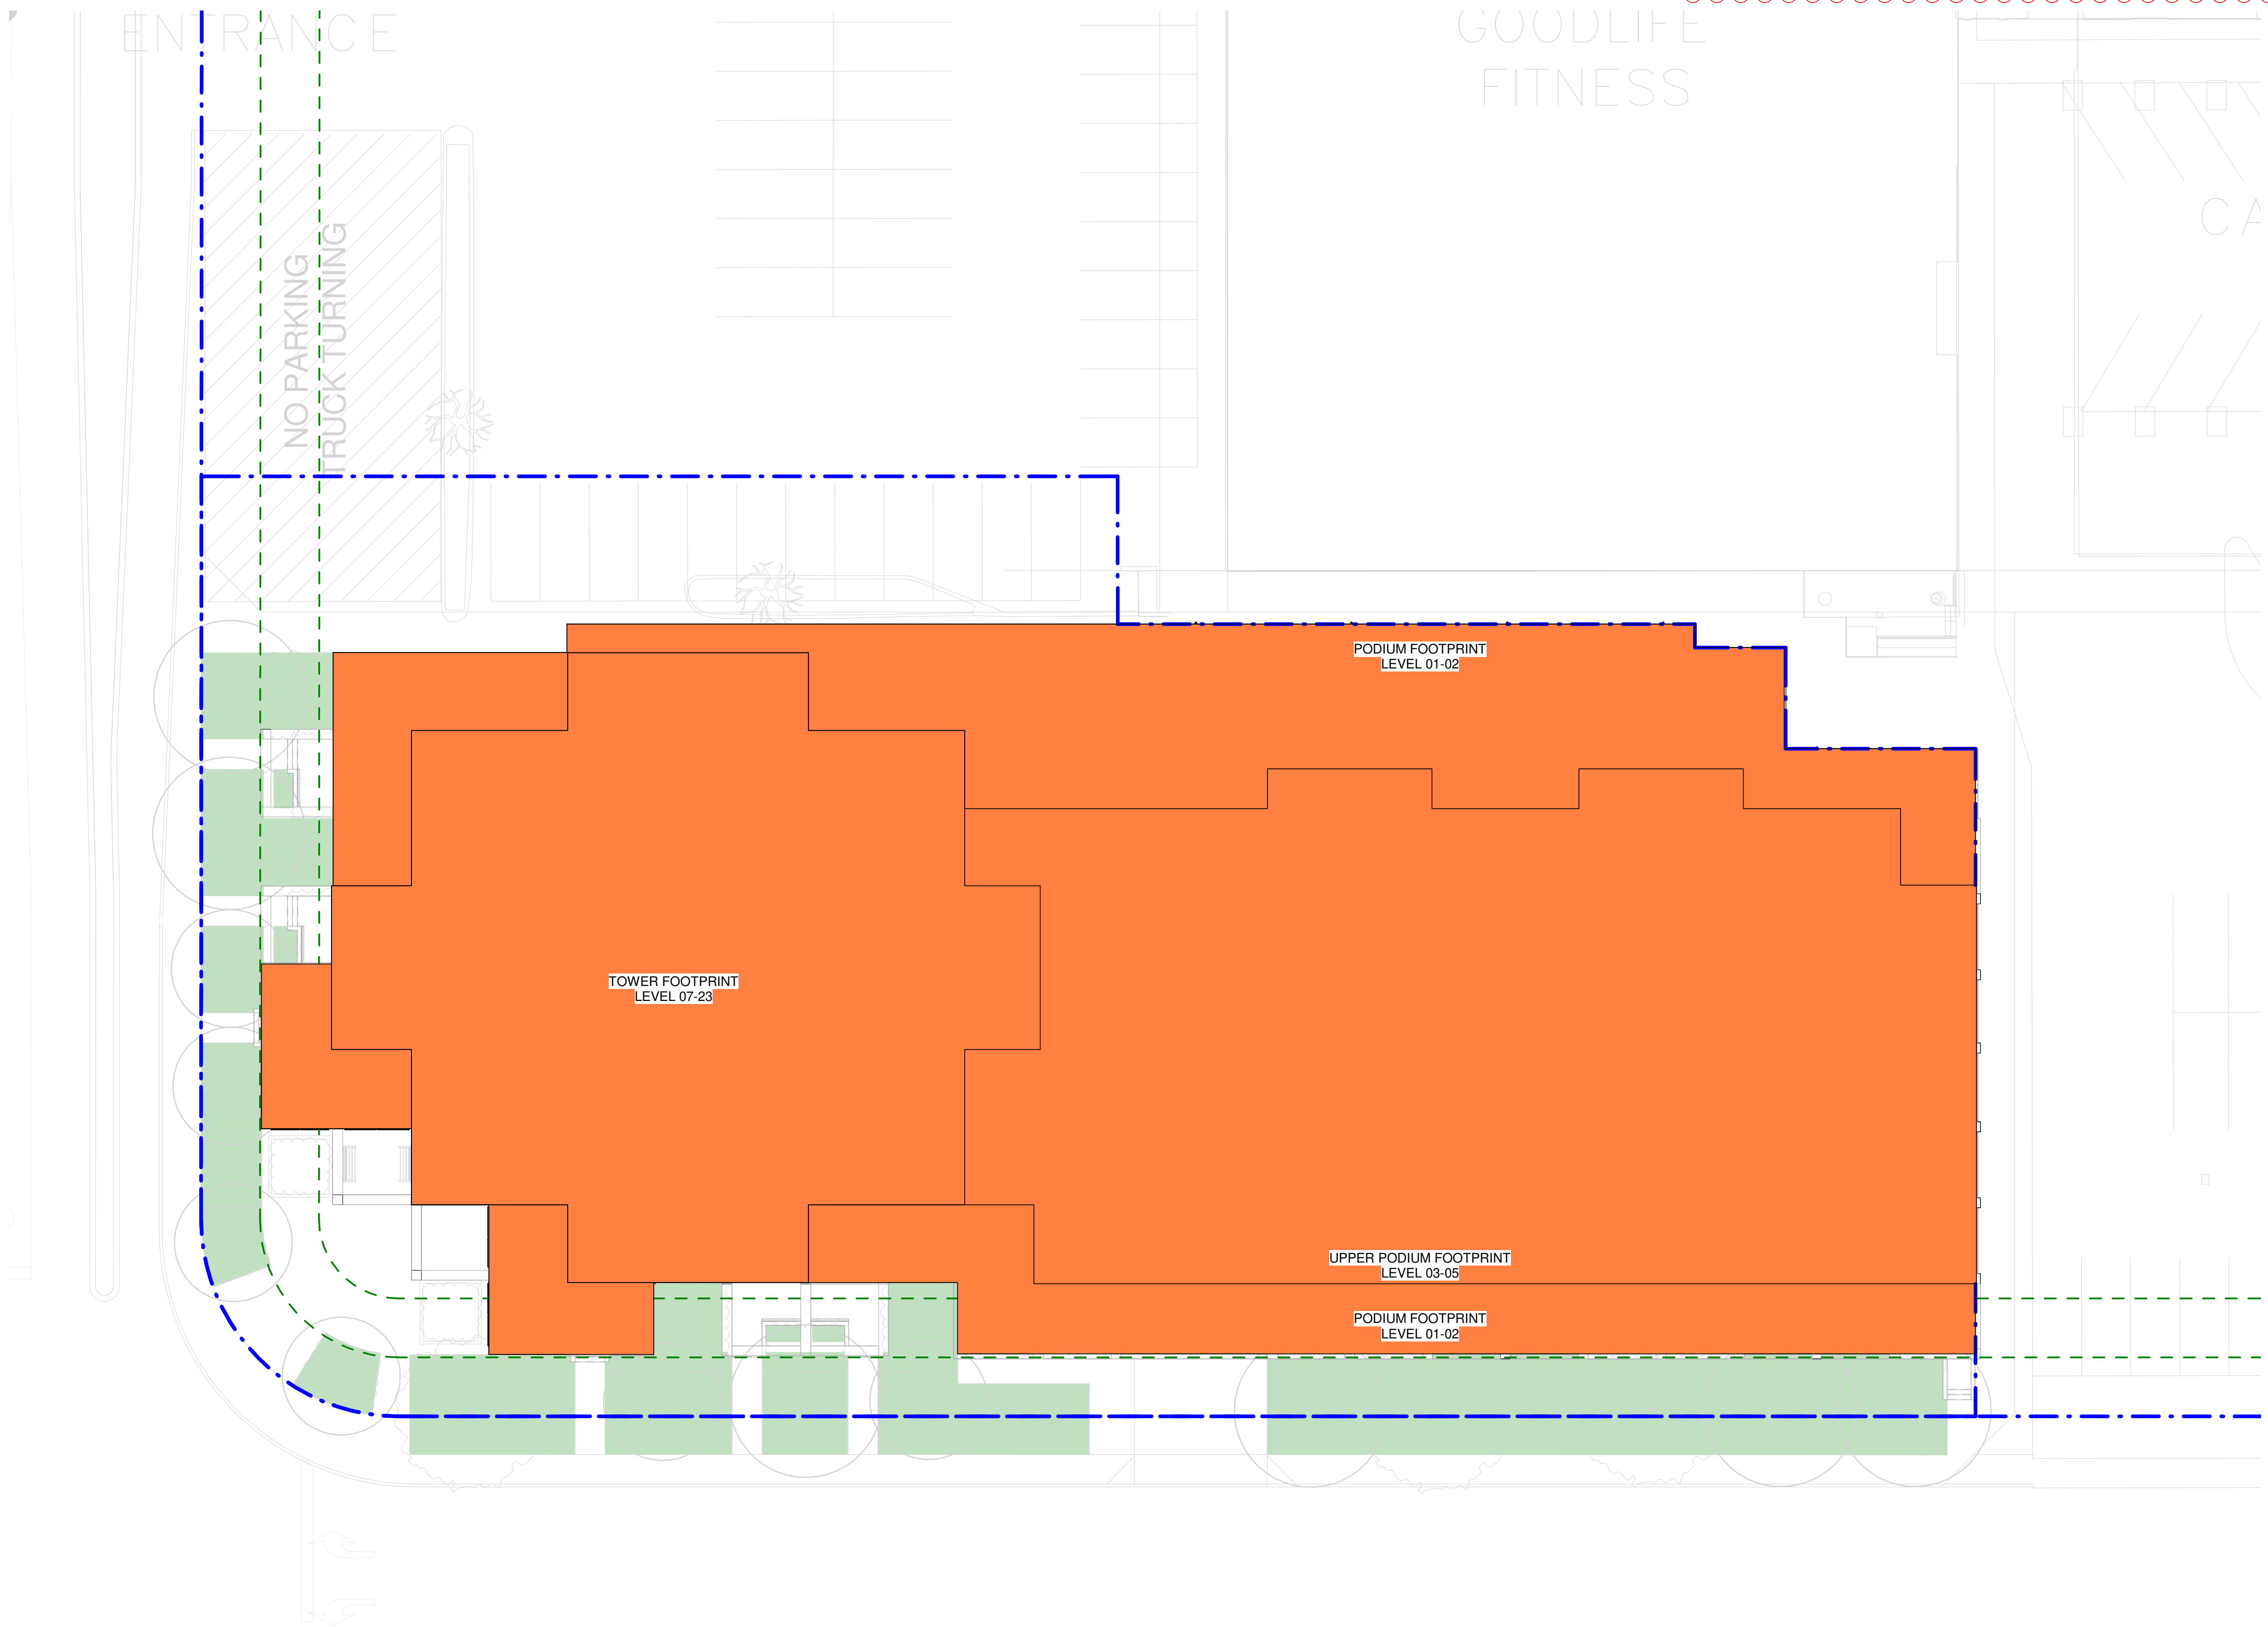 ENTRANCE
GOODLIFE
FITNESS
NO PARKING
TRUCK TURNING
PODIUM FOOTPRINT
LEVEL 01-02
TOWER FOOTPRINT
LEVEL 07-23
UPPER PODIUM FOOTPRINT
LEVEL 03-05
PODIUM FOOTPRINT
LEVEL 01-02